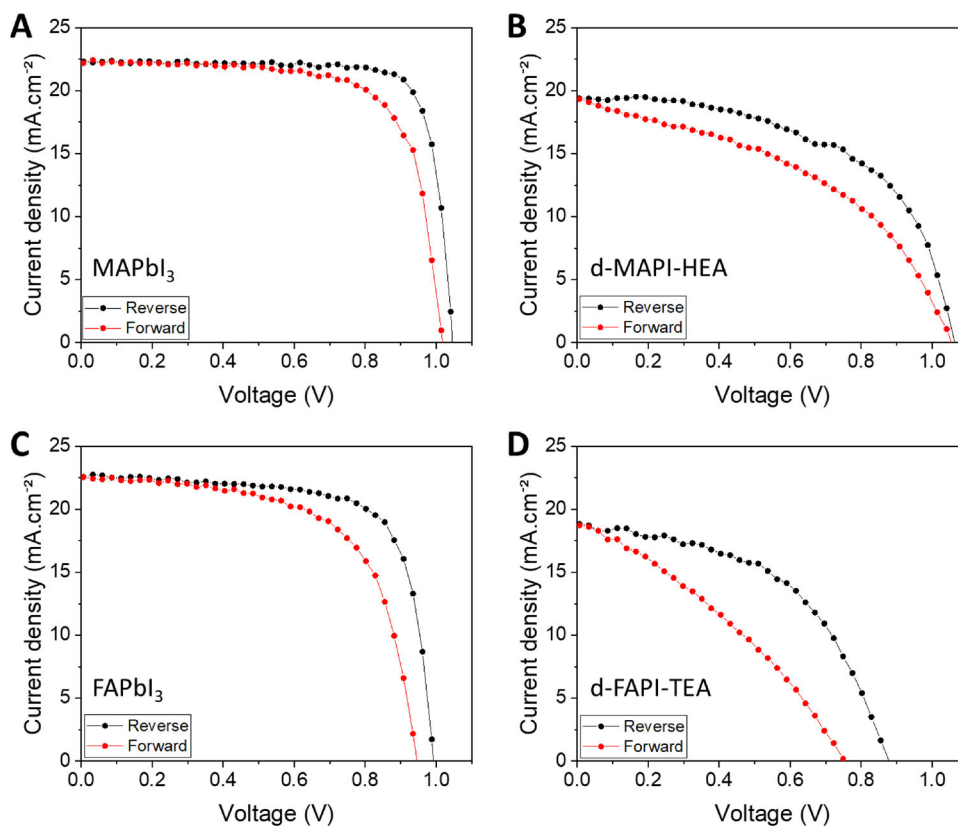 A
25
20
15
10
5
0
Current density (mA.cm⁻²)
MAPbI₃
Reverse
Forward
0.0 0.2 0.4 0.6 0.8 1.0
Voltage (V)
B
25
20
15
10
5
0
Current density (mA.cm⁻²)
d-MAPI-HEA
Reverse
Forward
0.0 0.2 0.4 0.6 0.8 1.0
Voltage (V)
C
25
20
15
10
5
0
Current density (mA.cm⁻²)
FAPbI₃
Reverse
Forward
0.0 0.2 0.4 0.6 0.8 1.0
Voltage (V)
D
25
20
15
10
5
0
Current density (mA.cm⁻²)
d-FAPI-TEA
Reverse
Forward
0.0 0.2 0.4 0.6 0.8 1.0
Voltage (V)